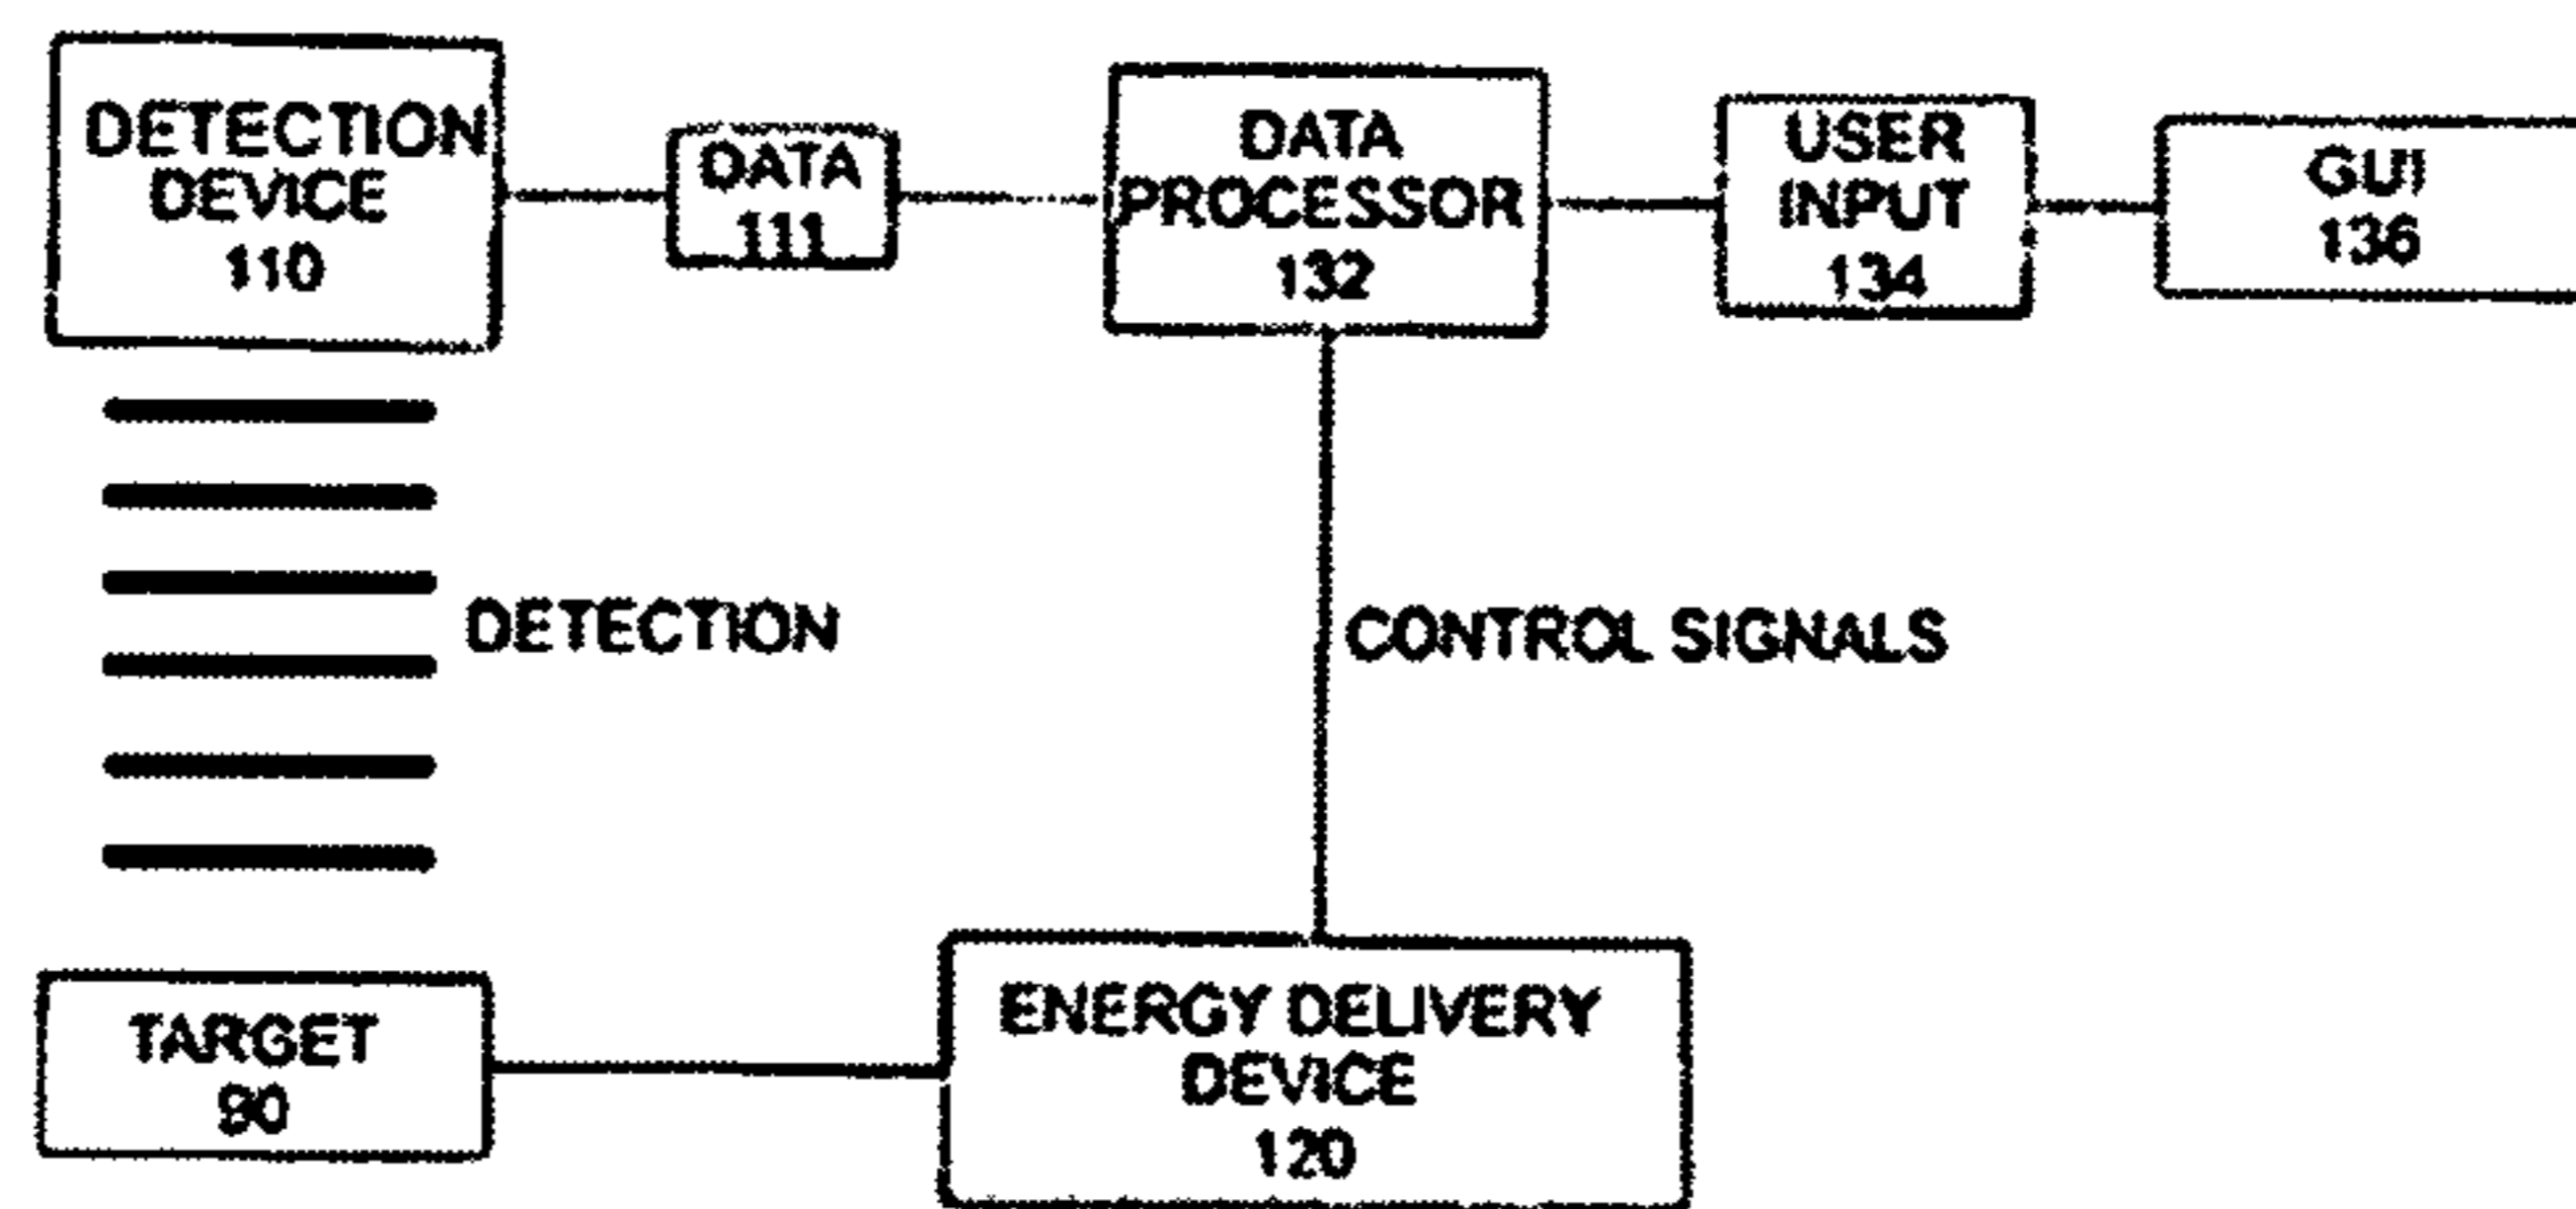 DETECTION
DEVICE
110
DATA
111
DATA
PROCESSOR
132
USER
INPUT
134
GUI
136
DETECTION
CONTROL SIGNALS
TARGET
90
ENERGY DELIVERY
DEVICE
120